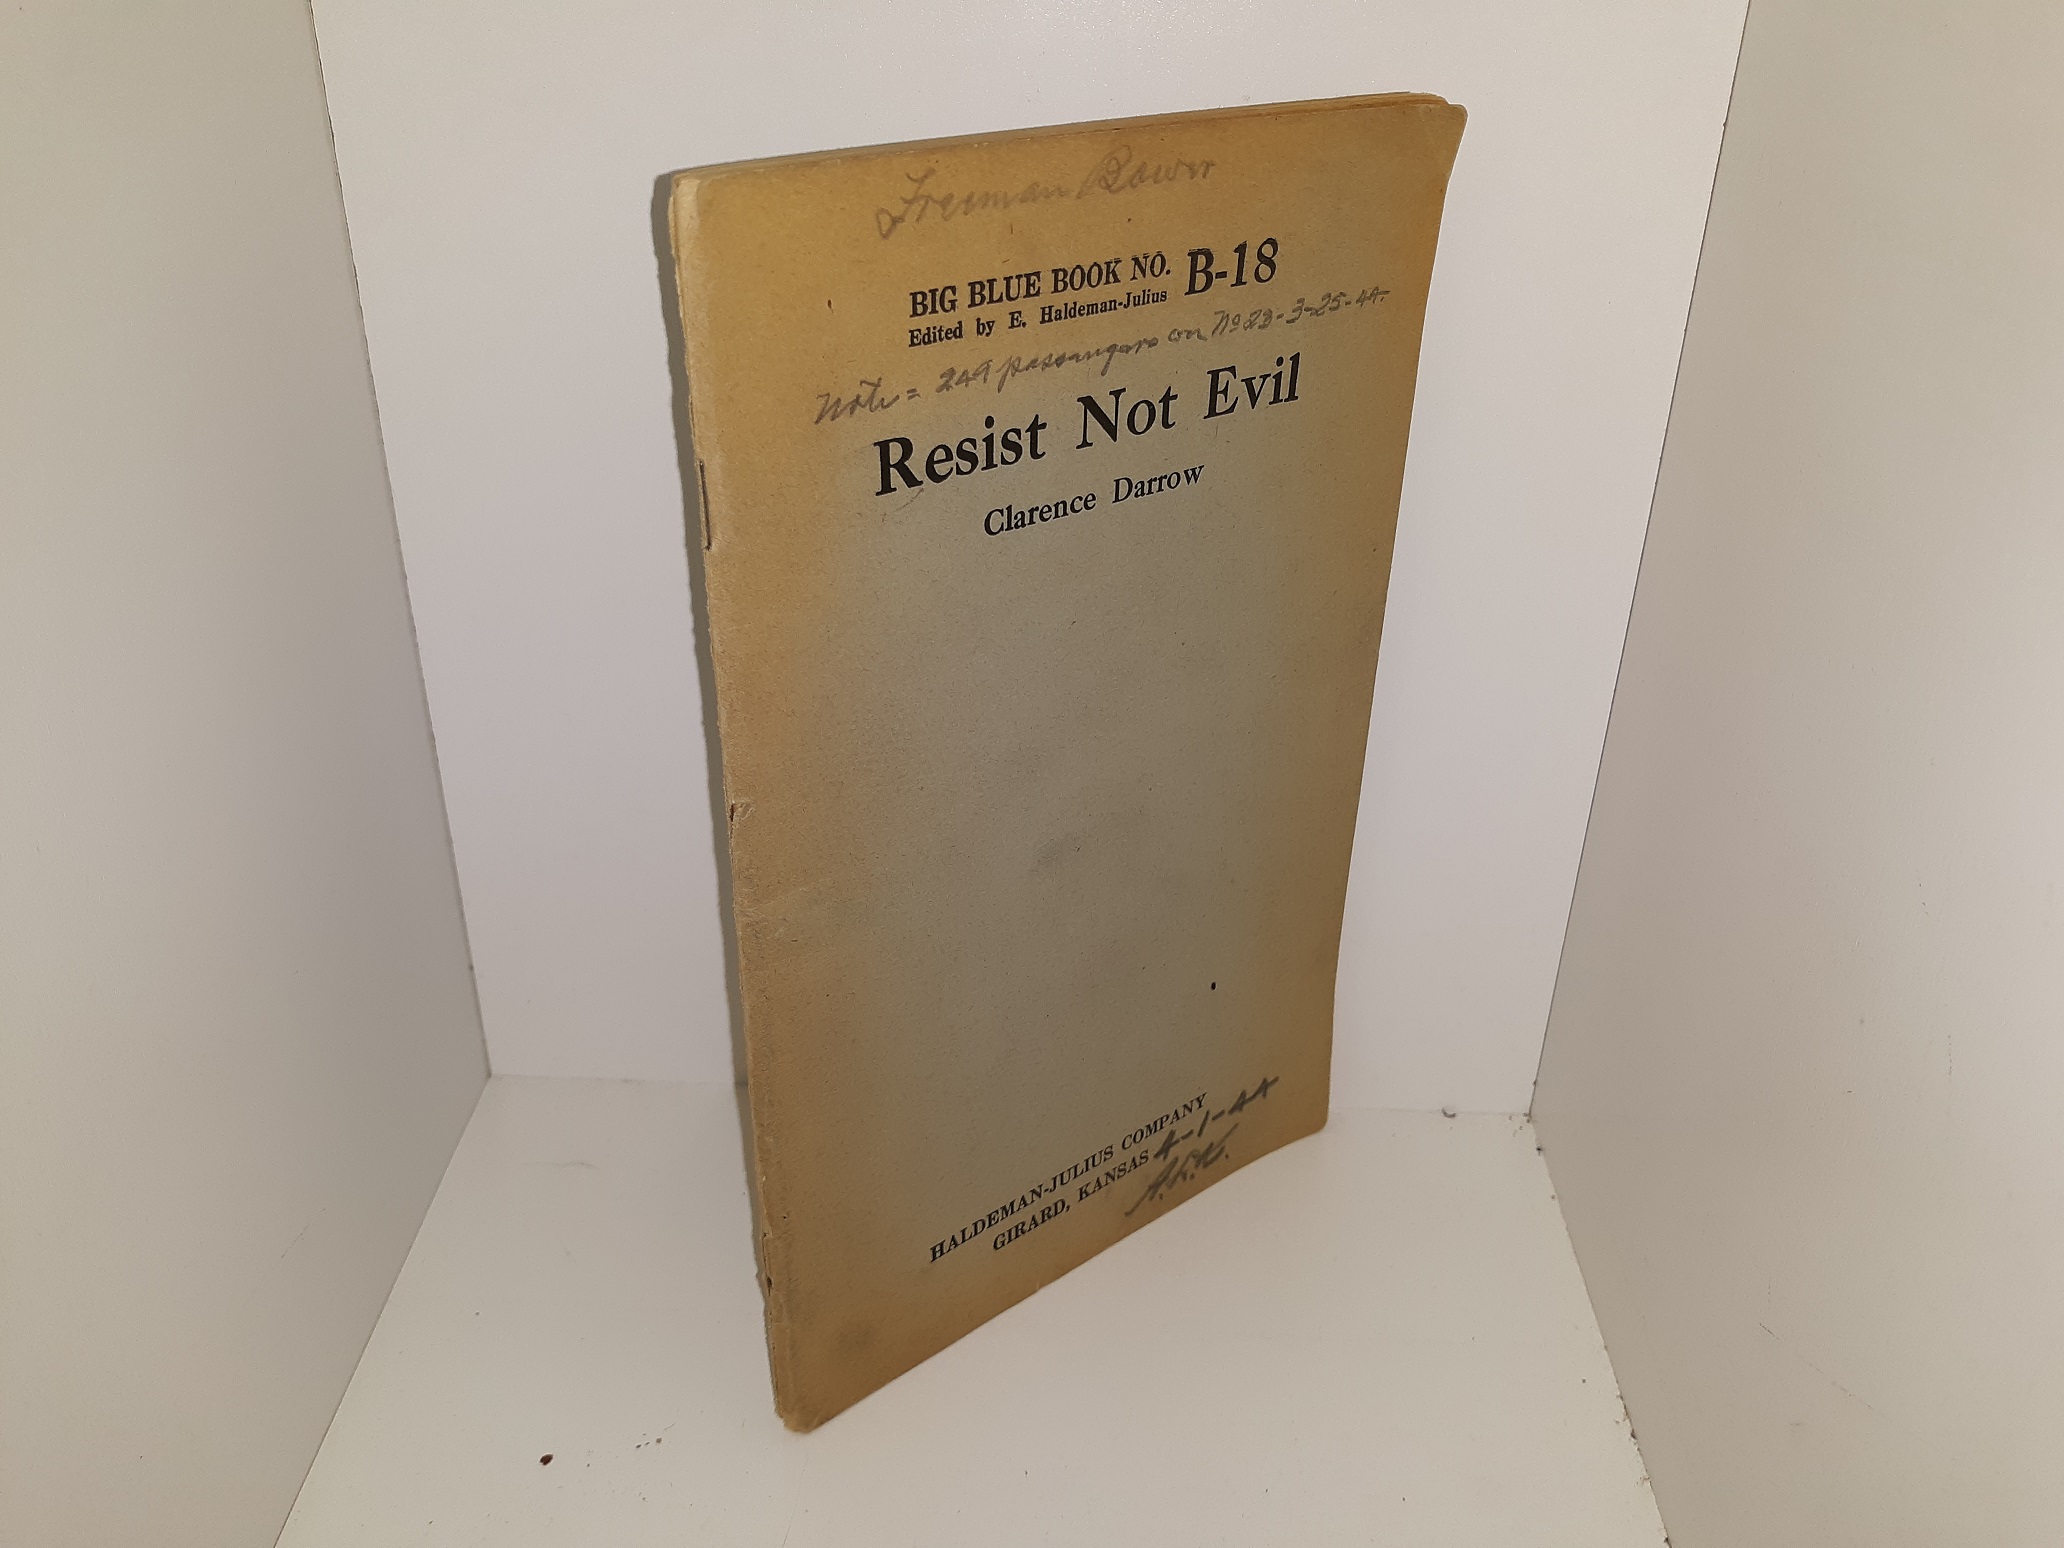 Freeman Bower
BIG BLUE BOOK NO. B-18
Edited by E. Haldeman-Julius
Note = 249 passengers on No 23-3-25-44.
Resist Not Evil
Clarence Darrow
HALDEMAN-JULIUS COMPANY
GIRARD, KANSAS 4-1-44